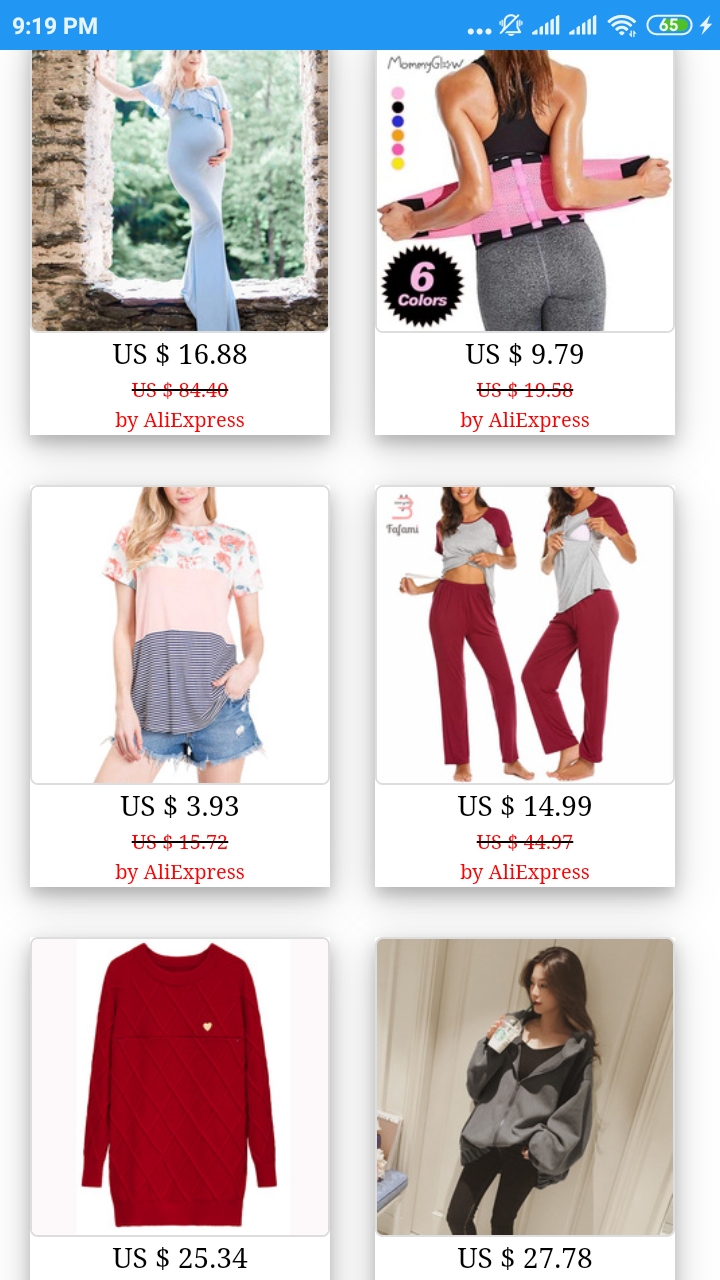 9:19 PM
65
MommyGlow
6
Colors
US $ 16.88
US $ 9.79
US $ 84.40
US $ 19.58
by AliExpress
by AliExpress
Fafami
US $ 3.93
US $ 14.99
US $ 15.72
US $ 44.97
by AliExpress
by AliExpress
US $ 25.34
US $ 27.78